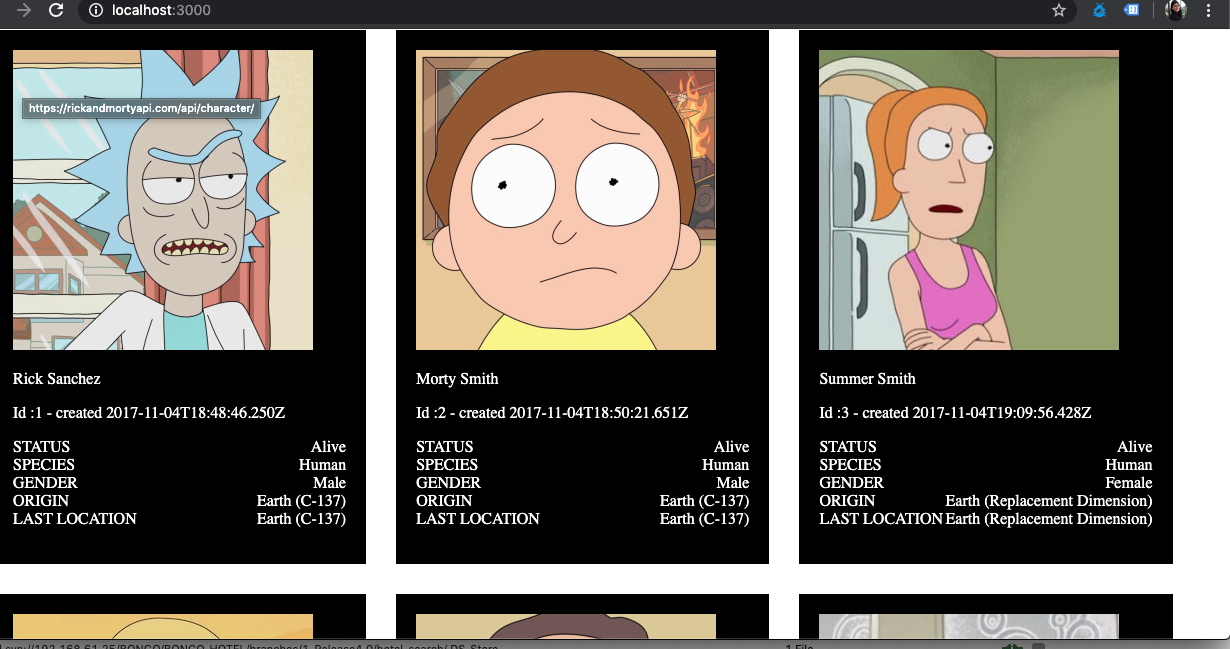 localhost:3000
https://rickandmortyapi.com/api/character/
Rick Sanchez
Id :1 - created 2017-11-04T18:48:46.250Z
STATUS Alive
SPECIES Human
GENDER Male
ORIGIN Earth (C-137)
LAST LOCATION Earth (C-137)
Morty Smith
Id :2 - created 2017-11-04T18:50:21.651Z
STATUS Alive
SPECIES Human
GENDER Male
ORIGIN Earth (C-137)
LAST LOCATION Earth (C-137)
Summer Smith
Id :3 - created 2017-11-04T19:09:56.428Z
STATUS Alive
SPECIES Human
GENDER Female
ORIGIN Earth (Replacement Dimension)
LAST LOCATION Earth (Replacement Dimension)
1 File